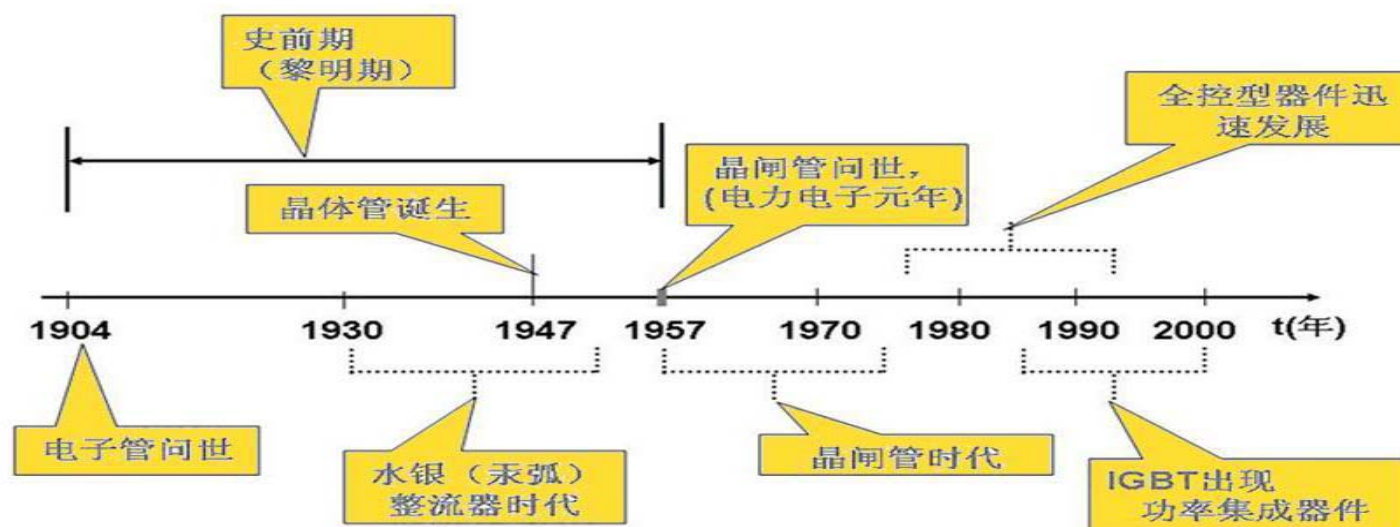 史前期
（黎明期）
全控型器件迅
速发展
晶闸管问世，
(电力电子元年)
晶体管诞生
1904
1930
1947
1957
1970
1980
1990
2000
t(年)
电子管问世
水银（汞弧）
整流器时代
晶闸管时代
IGBT出现
功率集成器件